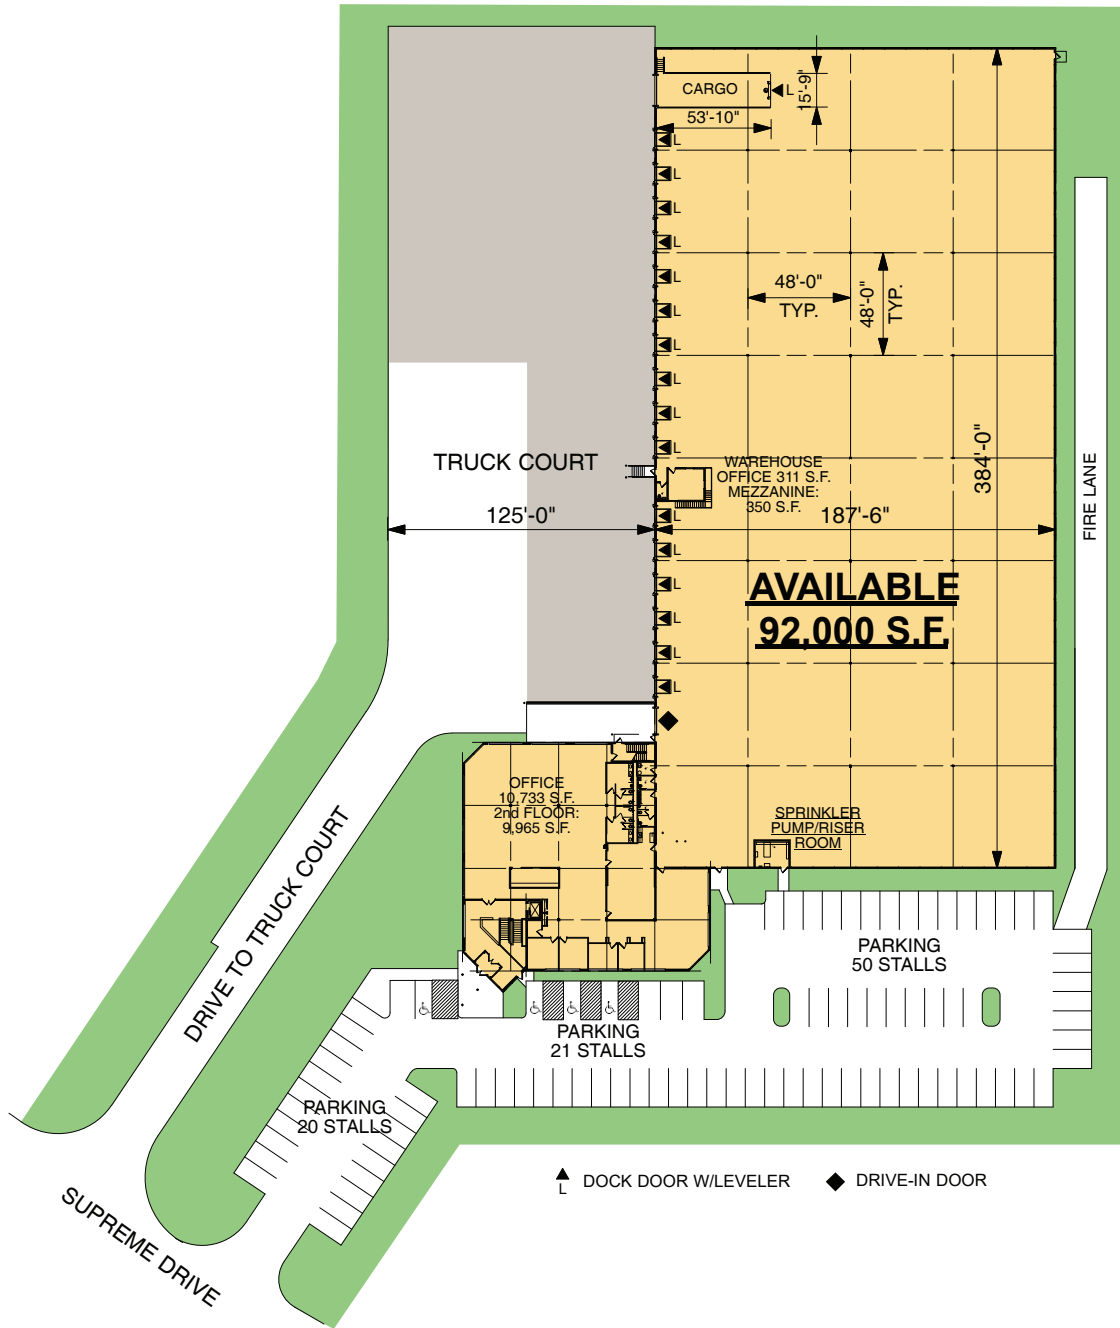 CARGO
L
15'-9"
53'-10"
L
L
L
L
L
L
L
L
L
L
48'-0"
TYP.
48'-0"
TYP.
384'-0"
FIRE LANE
TRUCK COURT
WAREHOUSE
OFFICE 311 S.F.
MEZZANINE:
350 S.F.
125'-0"
187'-6"
L
L
L
L
L
L
AVAILABLE
92,000 S.F.
OFFICE
10,733 S.F.
2nd FLOOR:
9,965 S.F.
SPRINKLER
PUMP/RISER
ROOM
DRIVE TO TRUCK COURT
PARKING
50 STALLS
PARKING
21 STALLS
PARKING
20 STALLS
L
DOCK DOOR W/LEVELER
DRIVE-IN DOOR
SUPREME DRIVE